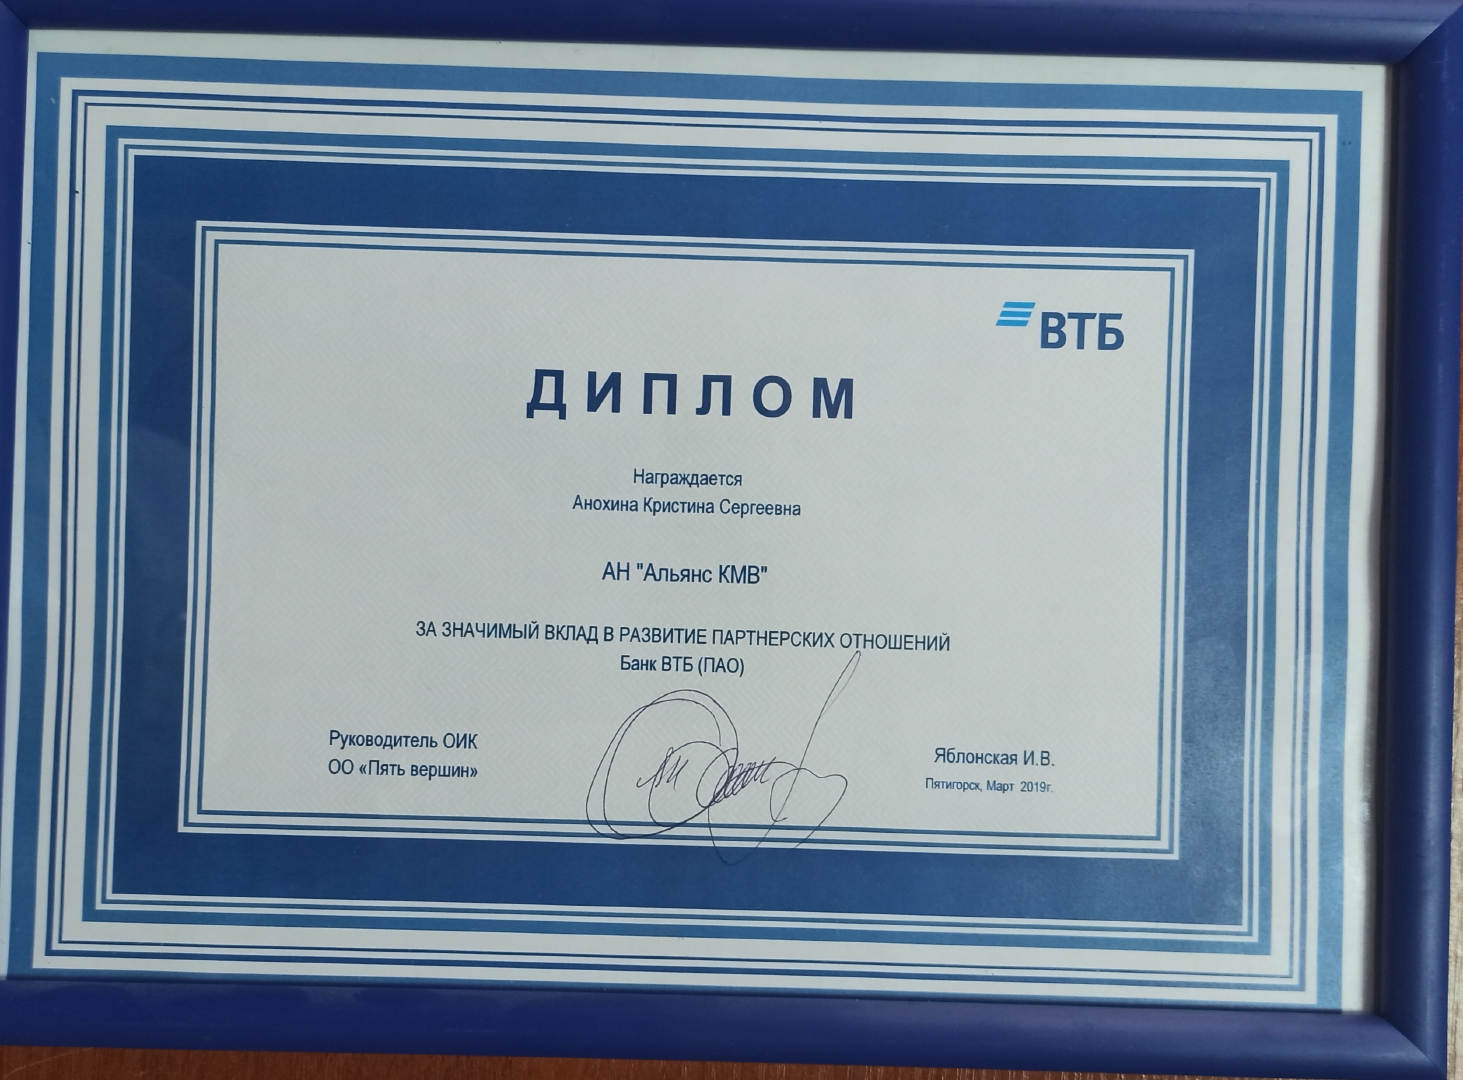 ВТБ
ДИПЛОМ
Награждается
Анохина Кристина Сергеевна
АН "Альянс КМВ"
ЗА ЗНАЧИМЫЙ ВКЛАД В РАЗВИТИЕ ПАРТНЕРСКИХ ОТНОШЕНИЙ
Банк ВТБ (ПАО)
Руководитель ОИК
ОО «Пять вершин»
Яблонская И.В.
Пятигорск, Март 2019г.